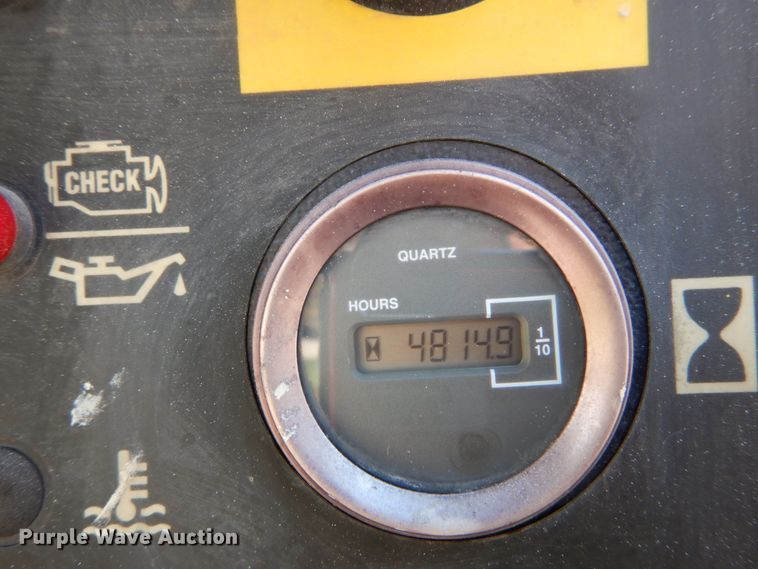 CHECK
QUARTZ
HOURS
4814.9
1/10
Purple Wave Auction